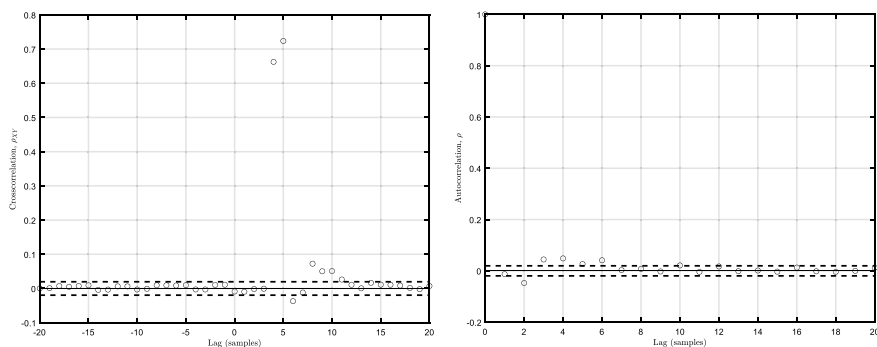 0.8
0.7
0.6
0.5
0.4
0.3
0.2
0.1
0
-0.1
Crosscorrelation, ρXY
-20 -15 -10 -5 0 5 10 15 20
Lag (samples)
1
0.8
0.6
0.4
0.2
0
-0.2
Autocorrelation, ρ
0 2 4 6 8 10 12 14 16 18 20
Lag (samples)